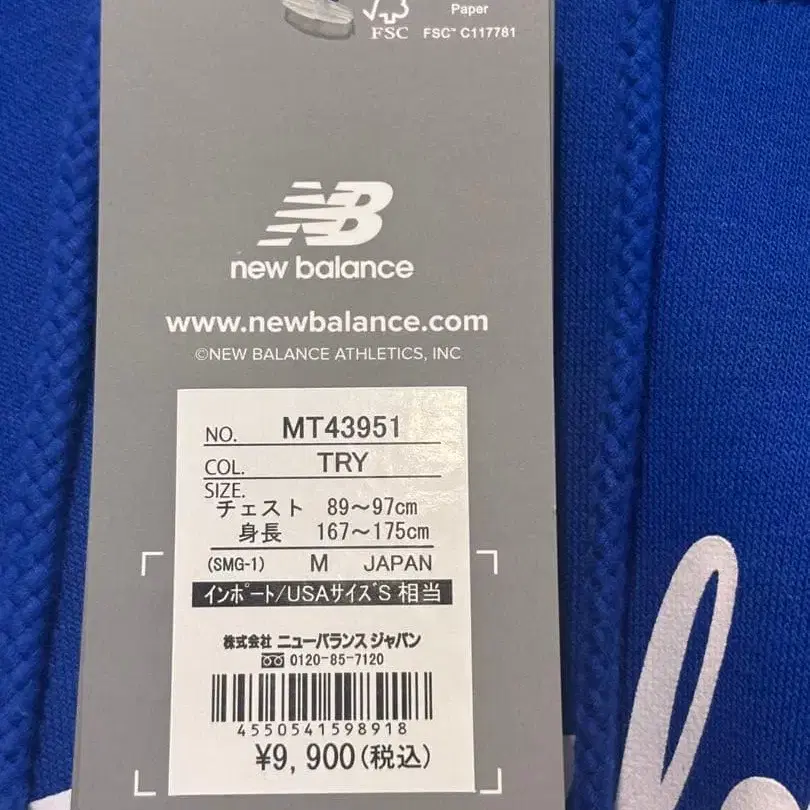 Paper
FSC FSC™ C117781
NB
new balance
www.newbalance.com
©NEW BALANCE ATHLETICS, INC
NO. MT43951
COL. TRY
SIZE.
チェスト 89〜97cm
身長 167〜175cm
(SMG-1) M JAPAN
インポート/USAサイズS 相当
株式会社 ニューバランス ジャパン
0120-85-7120
4550541598918
¥9,900(税込)